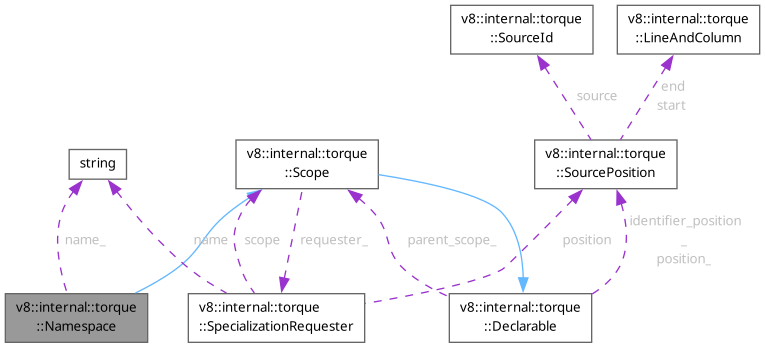 v8::internal::torque
::SourceId
v8::internal::torque
::LineAndColumn
source
end
start
string
v8::internal::torque
::Scope
v8::internal::torque
::SourcePosition
name_
name
scope
requester_
parent_scope_
position
identifier_position
_
position_
v8::internal::torque
::Namespace
v8::internal::torque
::SpecializationRequester
v8::internal::torque
::Declarable